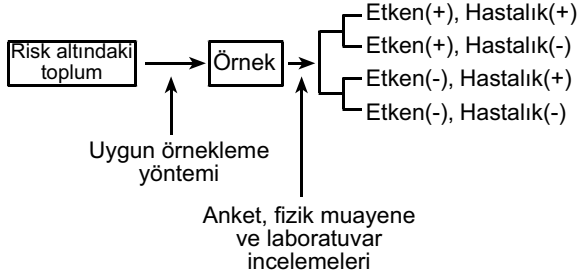 Risk altındaki
toplum
Örnek
Etken(+), Hastalık(+)
Etken(+), Hastalık(-)
Etken(-), Hastalık(+)
Etken(-), Hastalık(-)
Uygun örnekleme
yöntemi
Anket, fizik muayene
ve laboratuvar
incelemeleri